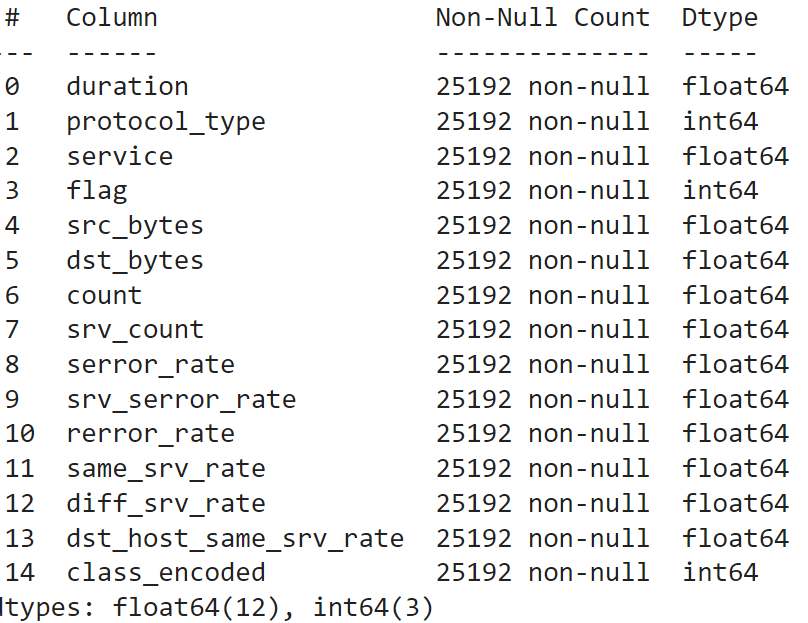 #   Column                  Non-Null Count  Dtype
--- ------                  --------------  -----
0   duration                25192 non-null  float64
1   protocol_type           25192 non-null  int64
2   service                 25192 non-null  float64
3   flag                    25192 non-null  int64
4   src_bytes               25192 non-null  float64
5   dst_bytes               25192 non-null  float64
6   count                   25192 non-null  float64
7   srv_count               25192 non-null  float64
8   serror_rate             25192 non-null  float64
9   srv_serror_rate         25192 non-null  float64
10  rerror_rate             25192 non-null  float64
11  same_srv_rate           25192 non-null  float64
12  diff_srv_rate           25192 non-null  float64
13  dst_host_same_srv_rate  25192 non-null  float64
14  class_encoded           25192 non-null  int64
dtypes: float64(12), int64(3)